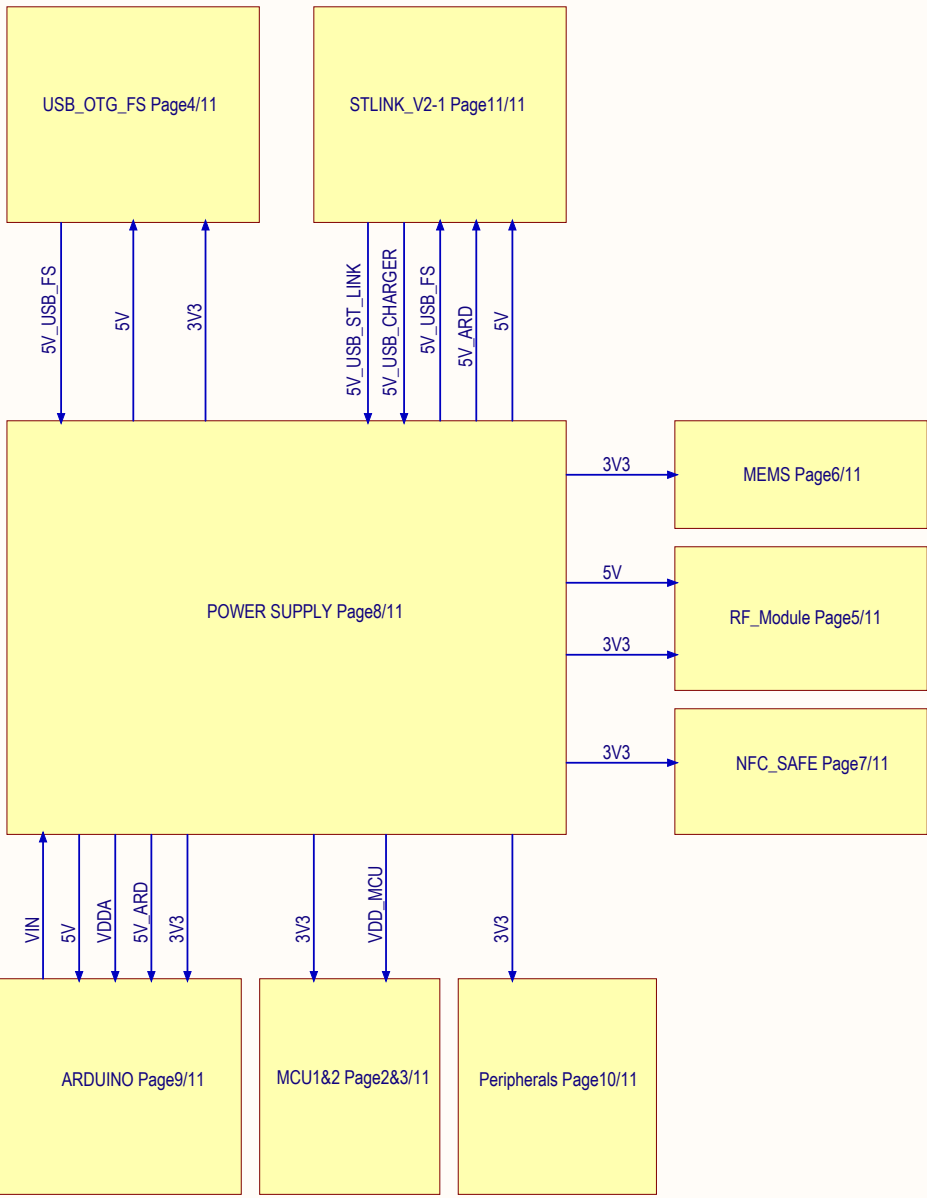 USB_OTG_FS Page4/11
STLINK_V2-1 Page11/11
5V_USB_FS
5V
3V3
5V_USB_ST_LINK
5V_USB_CHARGER
5V_USB_FS
5V_ARD
5V
POWER SUPPLY Page8/11
3V3
MEMS Page6/11
5V
RF_Module Page5/11
3V3
3V3
NFC_SAFE Page7/11
VIN
5V
VDDA
5V_ARD
3V3
3V3
VDD_MCU
3V3
ARDUINO Page9/11
MCU1&2 Page2&3/11
Peripherals Page10/11